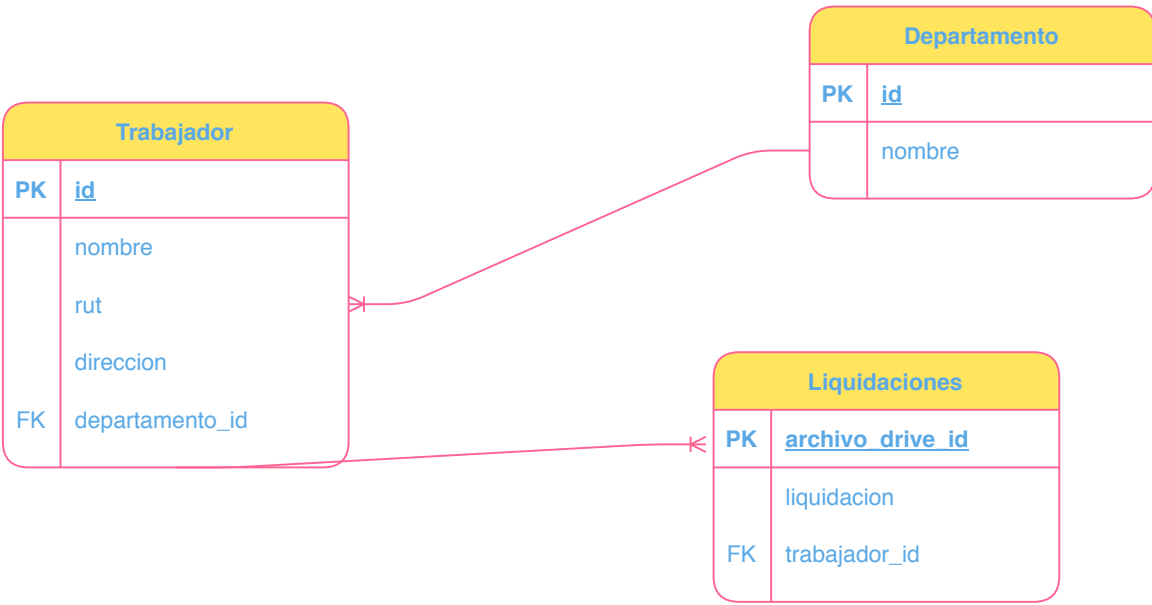 Departamento
PK id
nombre
Trabajador
PK id
nombre
rut
direccion
FK departamento_id
Liquidaciones
PK archivo_drive_id
liquidacion
FK trabajador_id